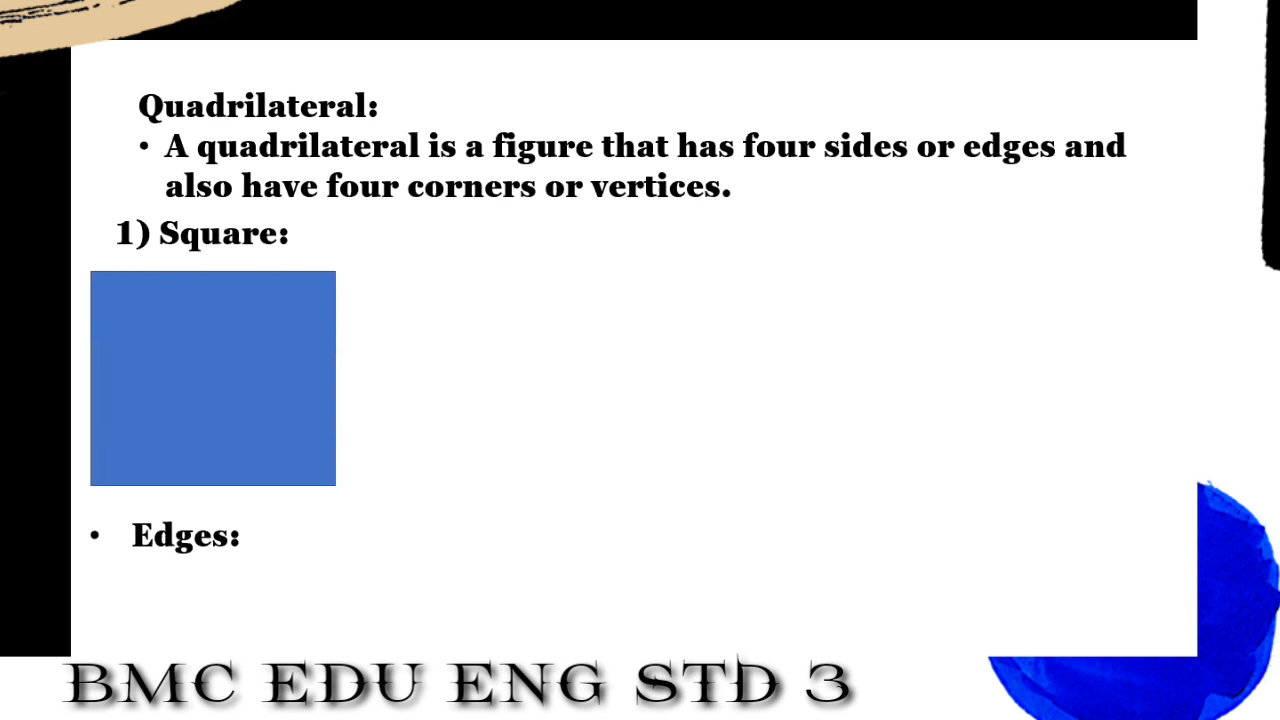 Quadrilateral:
• A quadrilateral is a figure that has four sides or edges and
also have four corners or vertices.
1) Square:
• Edges:
BMC EDU ENG STD 3